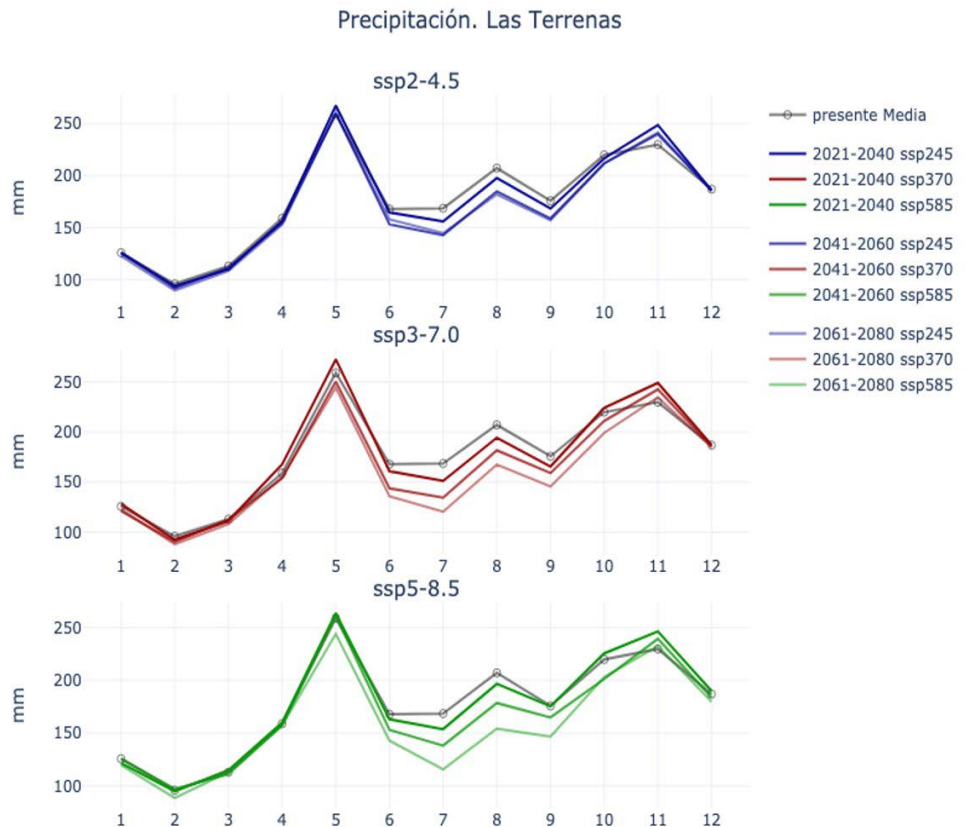 Precipitación. Las Terrenas
ssp2-4.5
250
200
150
100
mm
1 2 3 4 5 6 7 8 9 10 11 12
ssp3-7.0
250
200
150
100
mm
1 2 3 4 5 6 7 8 9 10 11 12
ssp5-8.5
250
200
150
100
mm
1 2 3 4 5 6 7 8 9 10 11 12
presente Media
2021-2040 ssp245
2021-2040 ssp370
2021-2040 ssp585
2041-2060 ssp245
2041-2060 ssp370
2041-2060 ssp585
2061-2080 ssp245
2061-2080 ssp370
2061-2080 ssp585